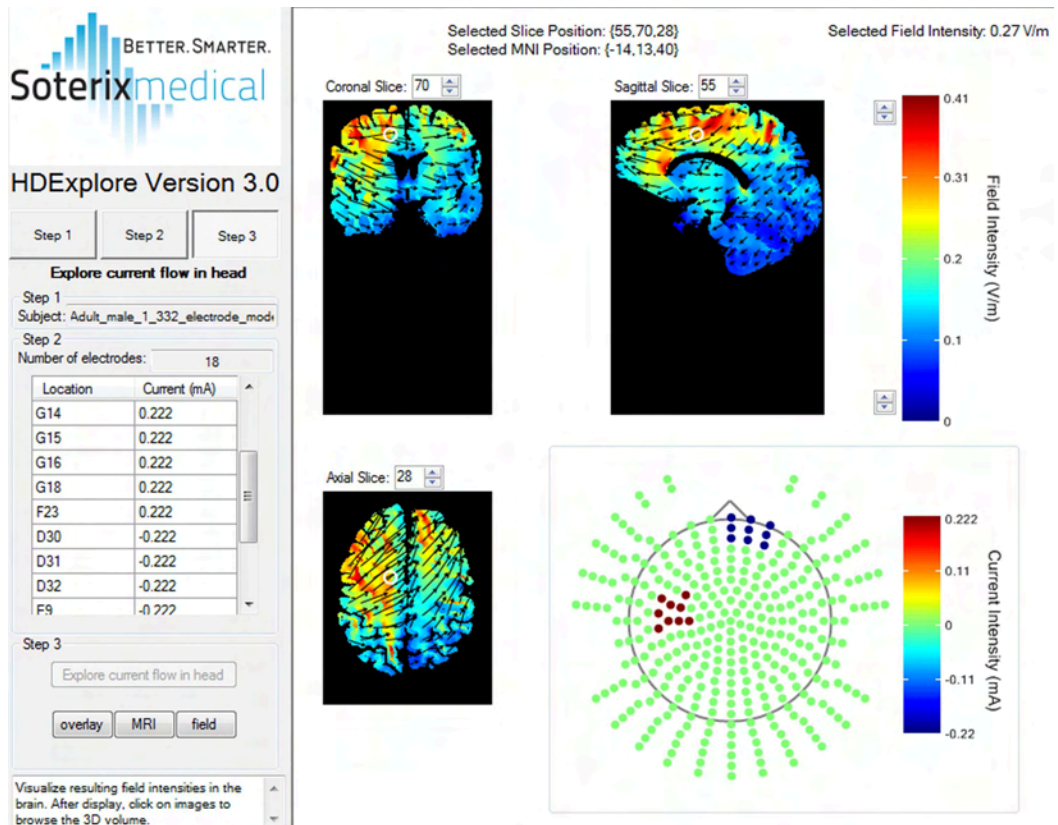 BETTER. SMARTER.
Soterixmedical
HDExplore Version 3.0
Step 1
Step 2
Step 3
Explore current flow in head
Step 1
Subject: Adult_male_1_332_electrode_mode
Step 2
Number of electrodes: 18
Location Current (mA)
G14 0.222
G15 0.222
G16 0.222
G18 0.222
F23 0.222
D30 -0.222
D31 -0.222
D32 -0.222
E9 -0.222
Step 3
Explore current flow in head
overlay MRI field
Visualize resulting field intensities in the
brain. After display, click on images to
browse the 3D volume.
Selected Slice Position: {55,70,28}
Selected MNI Position: {-14,13,40}
Selected Field Intensity: 0.27 V/m
Coronal Slice: 70
Sagittal Slice: 55
0.41
0.31
0.2
0.1
0
Field Intensity (V/m)
Axial Slice: 28
0.222
0.11
0
-0.11
-0.22
Current Intensity (mA)